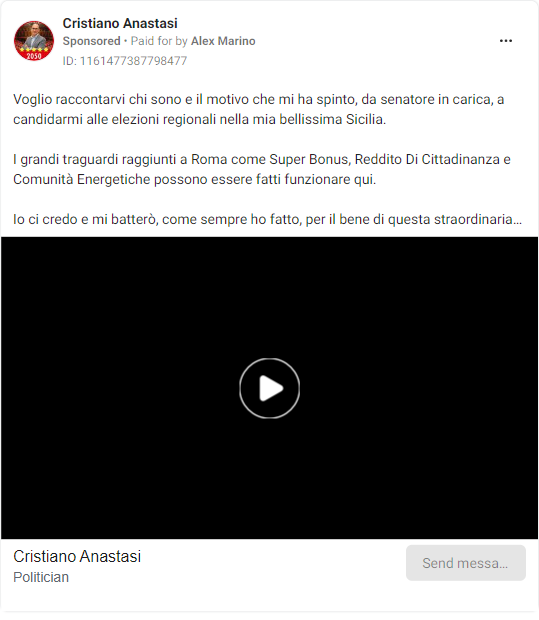 Cristiano Anastasi
Sponsored • Paid for by Alex Marino
ID: 1161477387798477
Voglio raccontarvi chi sono e il motivo che mi ha spinto, da senatore in carica, a
candidarmi alle elezioni regionali nella mia bellissima Sicilia.
I grandi traguardi raggiunti a Roma come Super Bonus, Reddito Di Cittadinanza e
Comunità Energetiche possono essere fatti funzionare qui.
Io ci credo e mi batterò, come sempre ho fatto, per il bene di questa straordinaria...
Cristiano Anastasi
Politician
Send messa...
2050